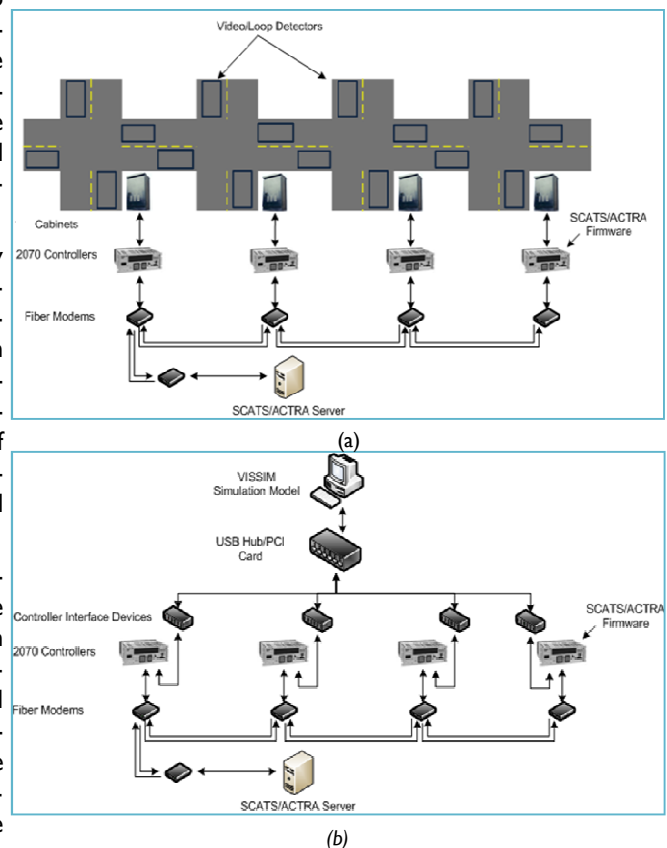 Video/Loop Detectors
Cabinets
SCATS/ACTRA
Firmware
2070 Controllers
Fiber Modems
SCATS/ACTRA Server
(a)
VISSIM
Simulation Model
USB Hub/PCI
Card
Controller Interface Devices
SCATS/ACTRA
Firmware
2070 Controllers
Fiber Modems
SCATS/ACTRA Server
(b)